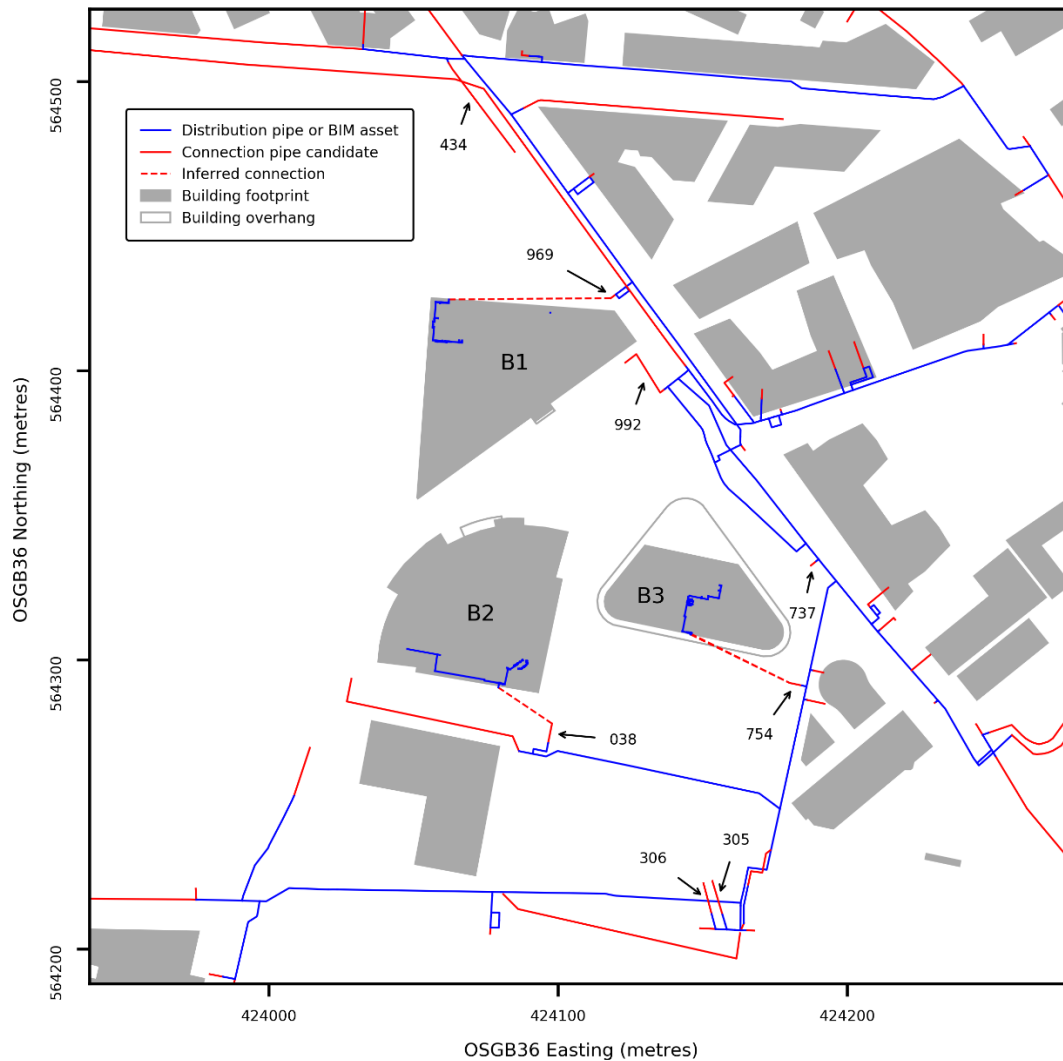 564500
Distribution pipe or BIM asset
Connection pipe candidate
Inferred connection
Building footprint
Building overhang
434
969
564400
B1
992
OSGB36 Northing (metres)
B2
B3
737
564300
754
038
305
306
564200
424000
424100
424200
OSGB36 Easting (metres)